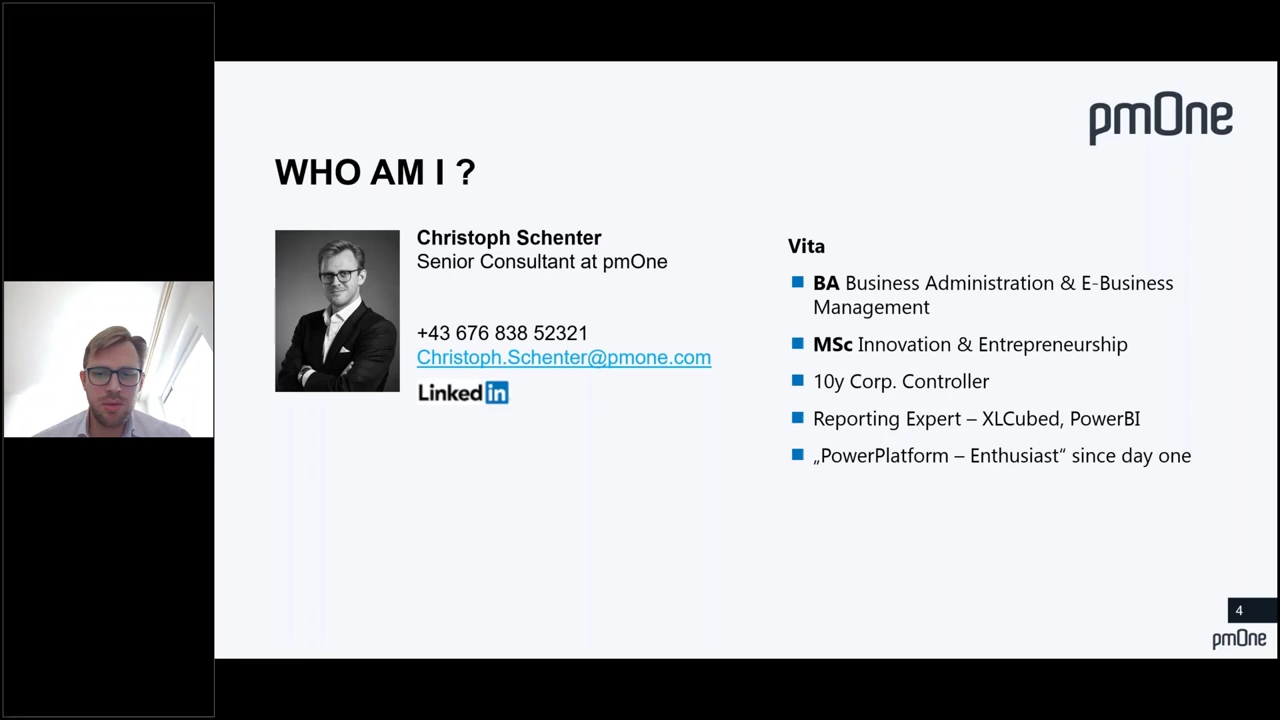 pmOne
WHO AM I ?
Christoph Schenter
Senior Consultant at pmOne
+43 676 838 52321
Christoph.Schenter@pmone.com
Linked in
Vita
BA Business Administration & E-Business
Management
MSc Innovation & Entrepreneurship
10y Corp. Controller
Reporting Expert – XLCubed, PowerBI
„PowerPlatform – Enthusiast“ since day one
4
pmOne